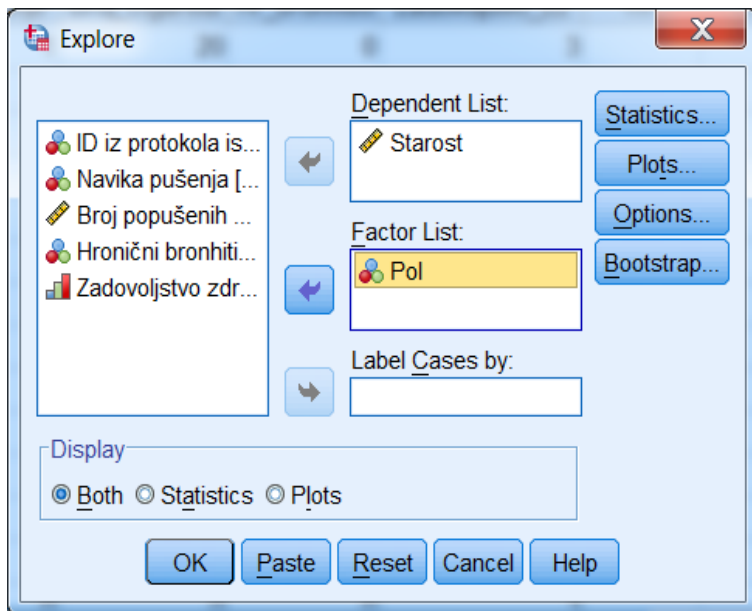 Explore
ID iz protokola is...
Navika pušenja [...
Broj popušenih ...
Hronični bronhiti...
Zadovoljstvo zdr...
Dependent List:
Starost
Factor List:
Pol
Label Cases by:
Statistics...
Plots...
Options...
Bootstrap...
Display
Both Statistics Plots
OK Paste Reset Cancel Help